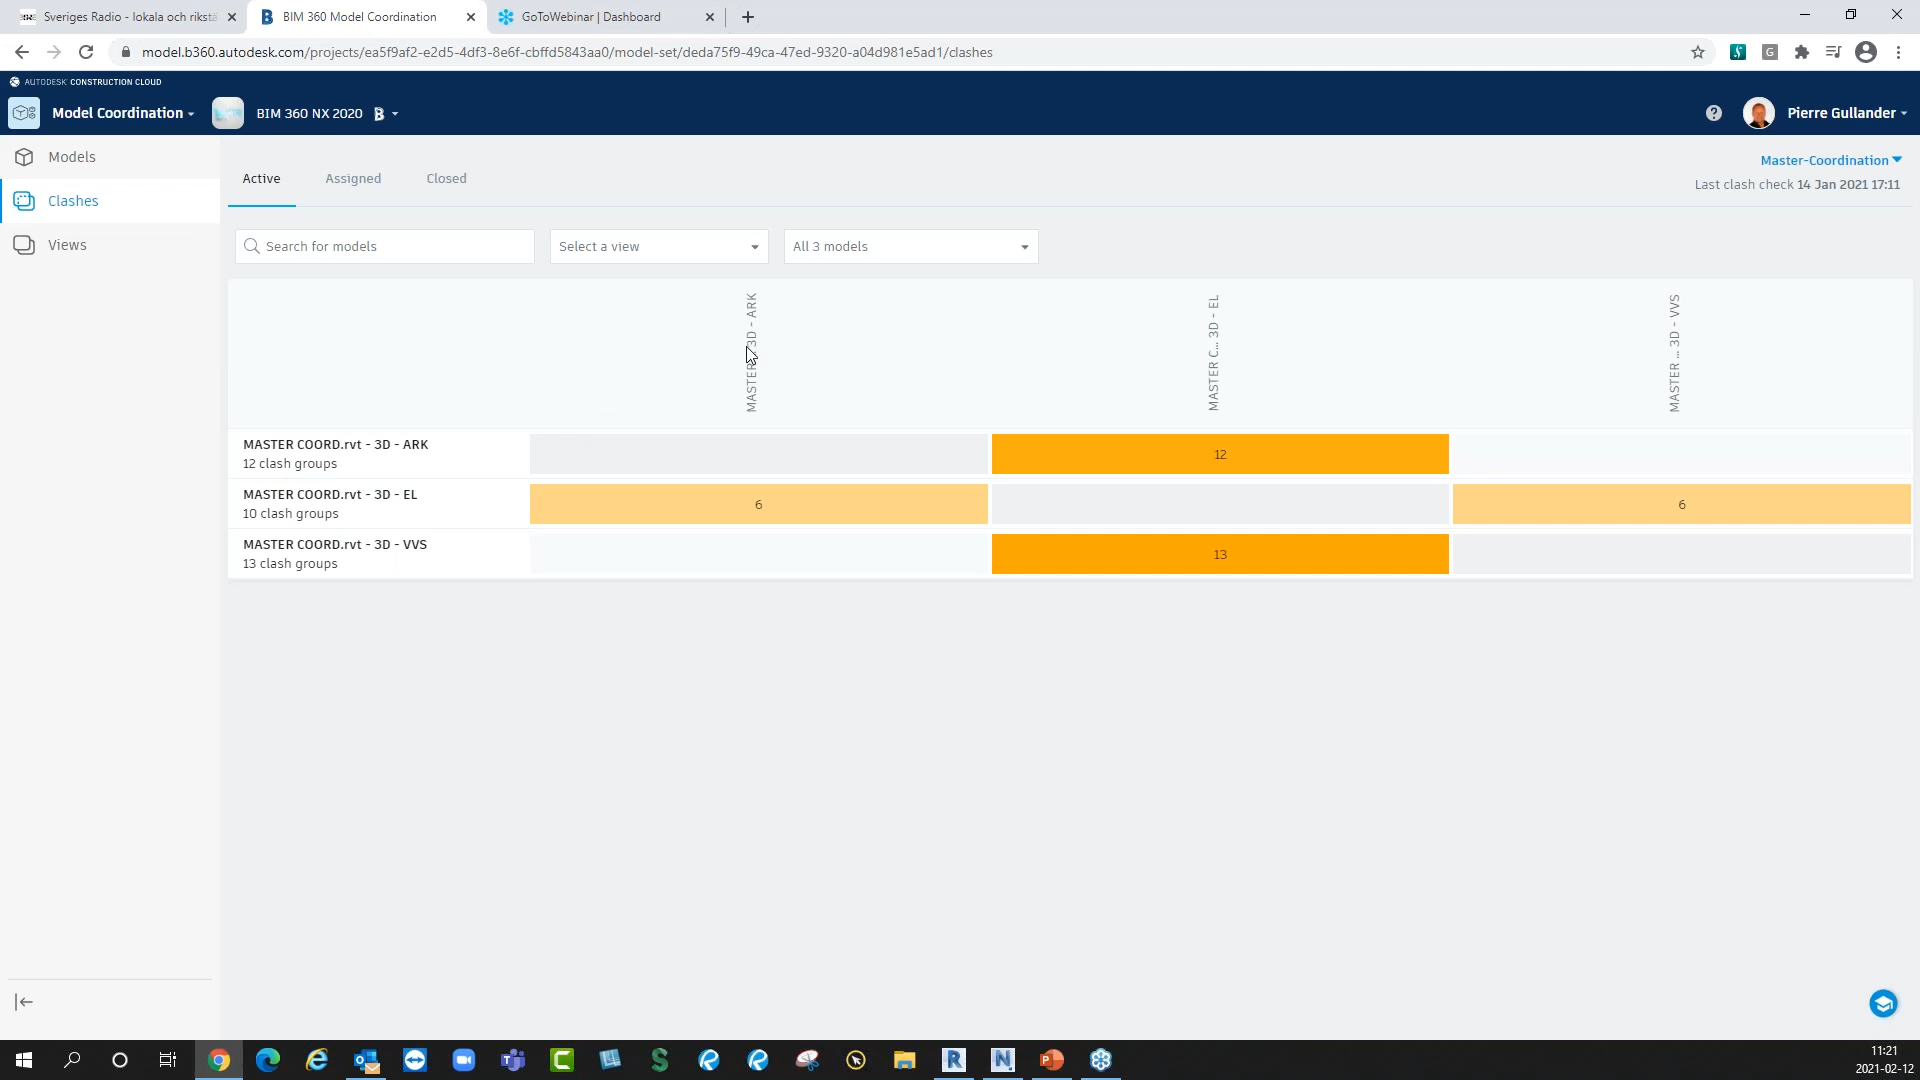 Sveriges Radio - lokala och rikstä
BIM 360 Model Coordination
GoToWebinar | Dashboard
model.b360.autodesk.com/projects/ea5f9af2-e2d5-4df3-8e6f-cbffd5843aa0/model-set/deda75f9-49ca-47ed-9320-a04d981e5ad1/clashes
AUTODESK CONSTRUCTION CLOUD
Model Coordination
BIM 360 NX 2020
Pierre Gullander
Models
Clashes
Views
Active
Assigned
Closed
Master-Coordination
Last clash check 14 Jan 2021 17:11
Search for models
Select a view
All 3 models
MASTER 3D - ARK
MASTER C... 3D - EL
MASTER ... 3D - VVS
MASTER COORD.rvt - 3D - ARK
12 clash groups
12
MASTER COORD.rvt - 3D - EL
10 clash groups
6
6
MASTER COORD.rvt - 3D - VVS
13 clash groups
13
11:21
2021-02-12